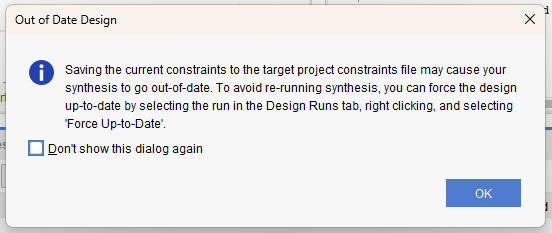 Out of Date Design
Saving the current constraints to the target project constraints file may cause your
synthesis to go out-of-date. To avoid re-running synthesis, you can force the design
up-to-date by selecting the run in the Design Runs tab, right clicking, and selecting
'Force Up-to-Date'.
Don't show this dialog again
OK